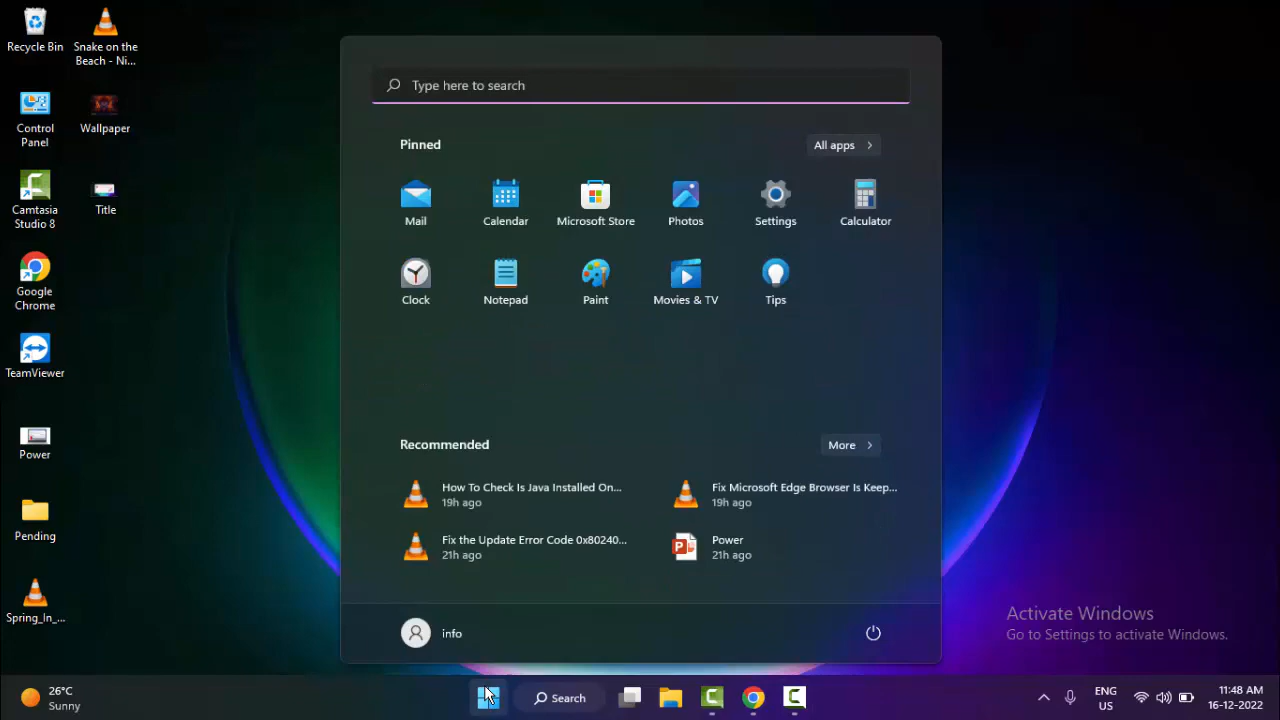 Recycle Bin
Snake on the
Beach - Ni...
Control
Panel
Wallpaper
Camtasia
Studio 8
Title
Google
Chrome
TeamViewer
Power
Pending
Spring_In_...
Type here to search
Pinned
All apps
Mail
Calendar
Microsoft Store
Photos
Settings
Calculator
Clock
Notepad
Paint
Movies & TV
Tips
Recommended
More
How To Check Is Java Installed On...
19h ago
Fix Microsoft Edge Browser Is Keep...
19h ago
Fix the Update Error Code 0x80240...
21h ago
Power
21h ago
info
Activate Windows
Go to Settings to activate Windows.
26°C
Sunny
Search
ENG
US
11:48 AM
16-12-2022